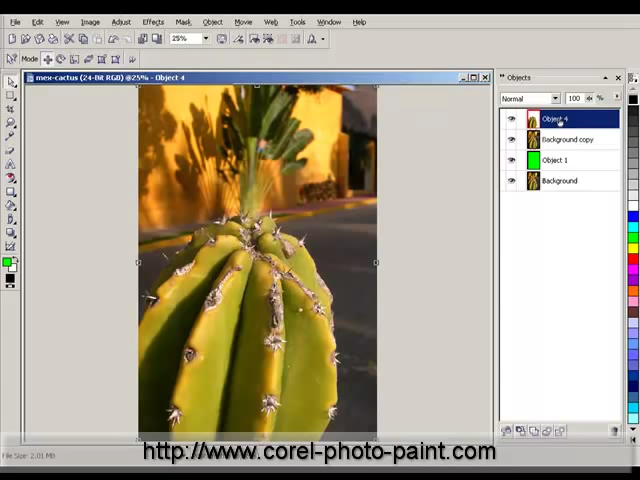 File Edit View Image Adjust Effects Mask Object Movie Web Tools Window Help
25%
Mode
mex-cactus (24-Bit RGB) @25% - Object 4
Objects
Normal 100 %
Object 4
Background copy
Object 1
Background
http://www.corel-photo-paint.com
File Size: 2.01 MB